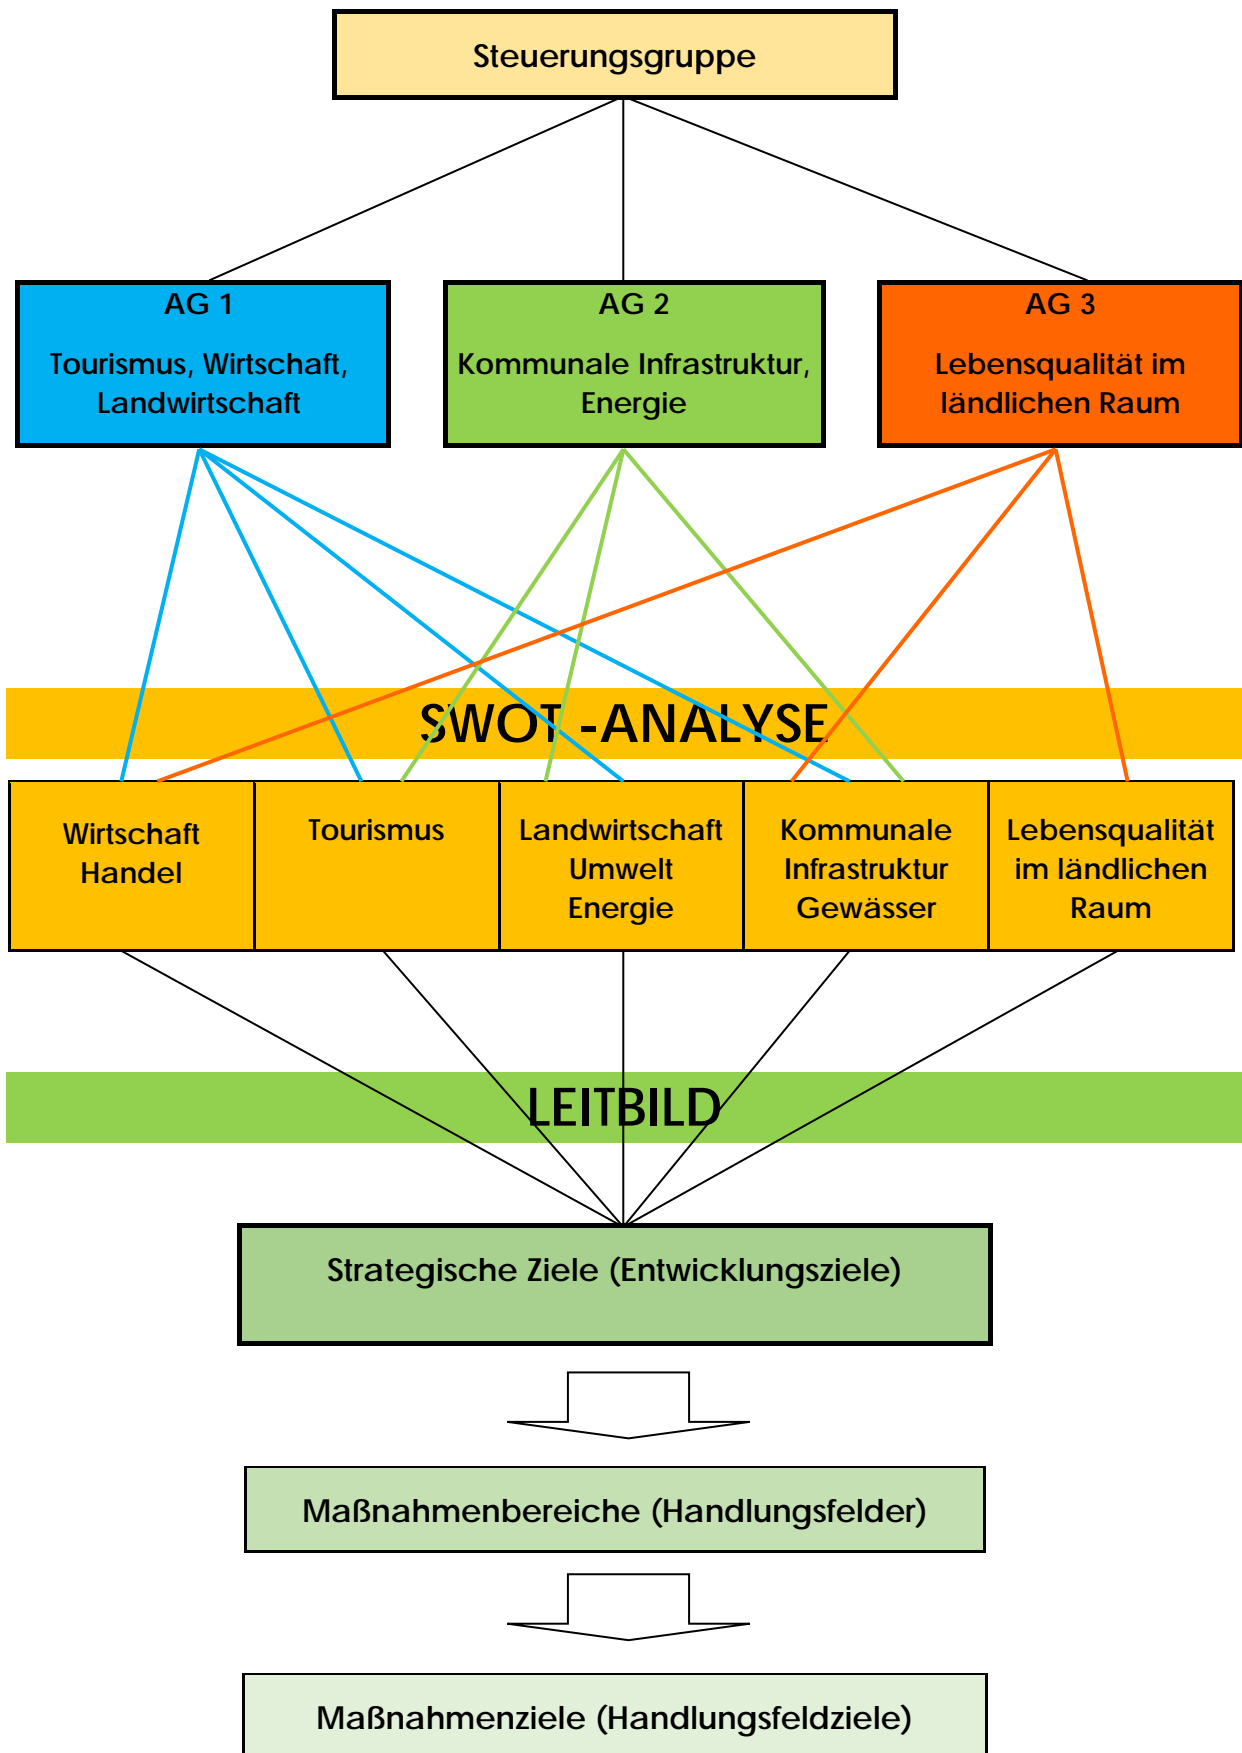 Steuerungsgruppe
AG 1
Tourismus, Wirtschaft,
Landwirtschaft
AG 2
Kommunale Infrastruktur,
Energie
AG 3
Lebensqualität im
ländlichen Raum
SWOT -ANALYSE
Wirtschaft
Handel
Tourismus
Landwirtschaft
Umwelt
Energie
Kommunale
Infrastruktur
Gewässer
Lebensqualität
im ländlichen
Raum
LEITBILD
Strategische Ziele (Entwicklungsziele)
Maßnahmenbereiche (Handlungsfelder)
Maßnahmenziele (Handlungsfeldziele)